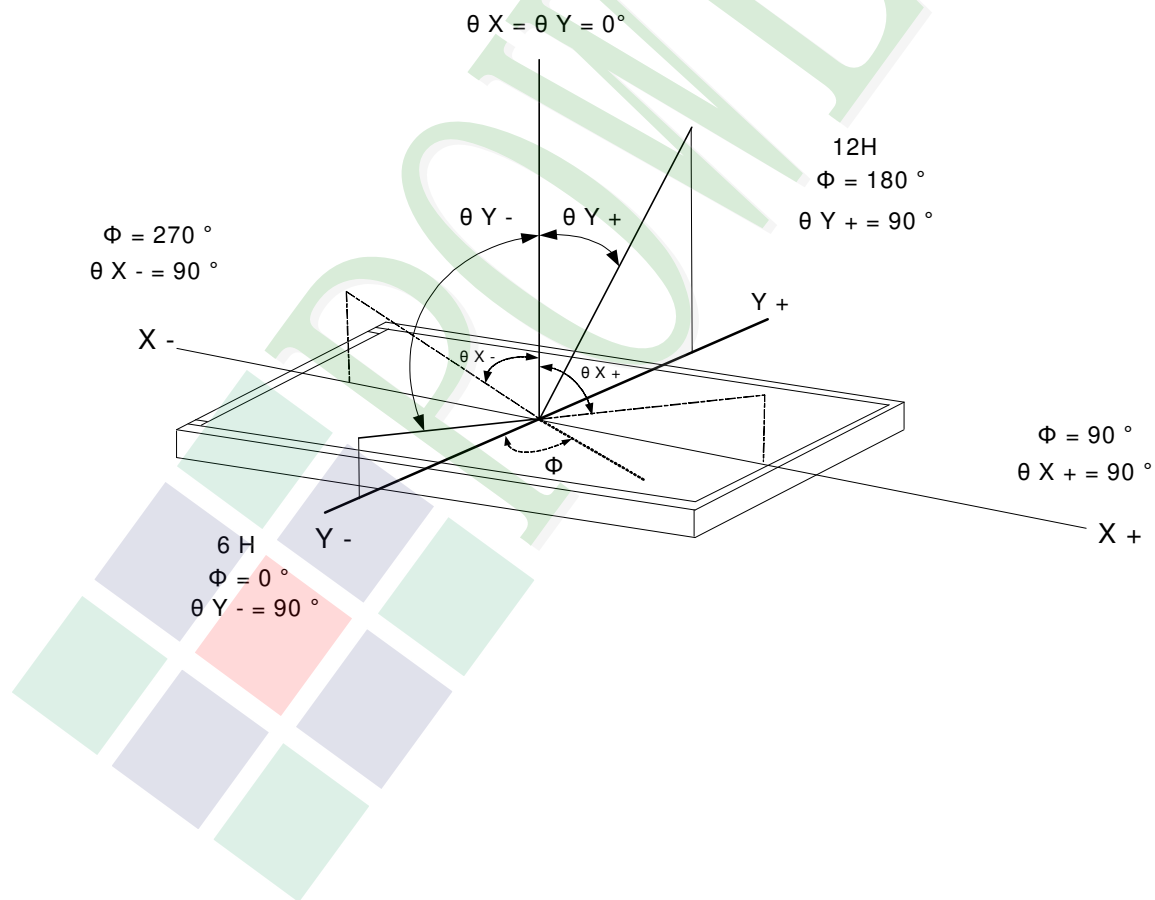 θ X = θ Y = 0°
12H
Φ = 180 °
θ Y + = 90 °
θ Y - θ Y +
Φ = 270 °
θ X - = 90 °
Y +
X -
θ X -
θ X +
Φ = 90 °
θ X + = 90 °
Φ
X +
Y -
6 H
Φ = 0 °
θ Y - = 90 °